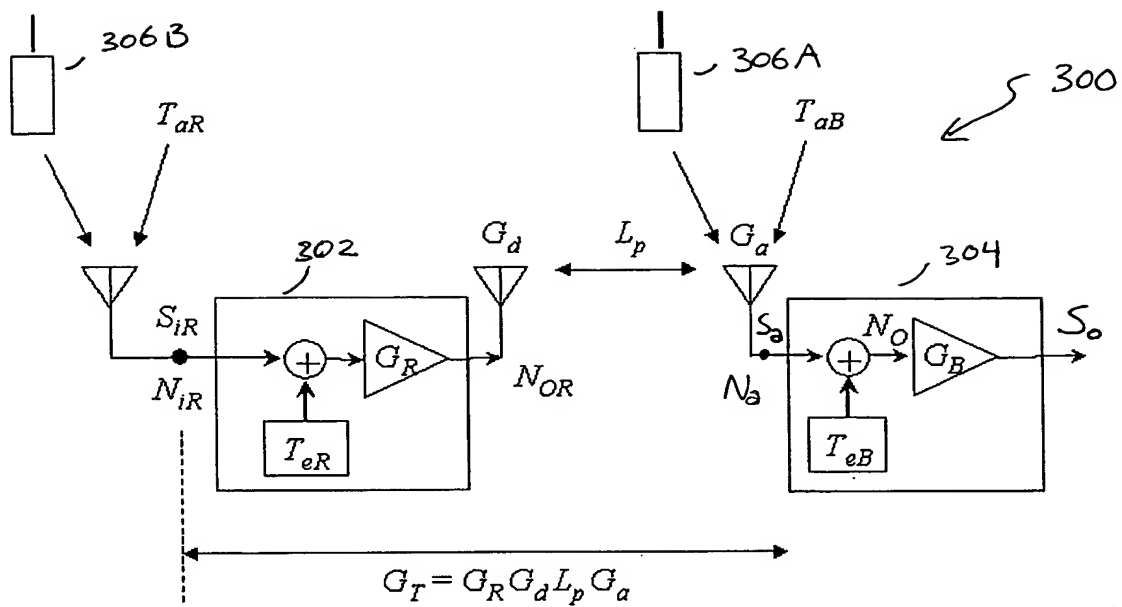 306B
306A
300
T_aR
T_aB
302
G_d
L_p
G_a
304
S_iR
G_R
S_a
N_O
G_B
S_o
N_iR
N_OR
N_a
T_eR
T_eB
G_T = G_R G_d L_p G_a